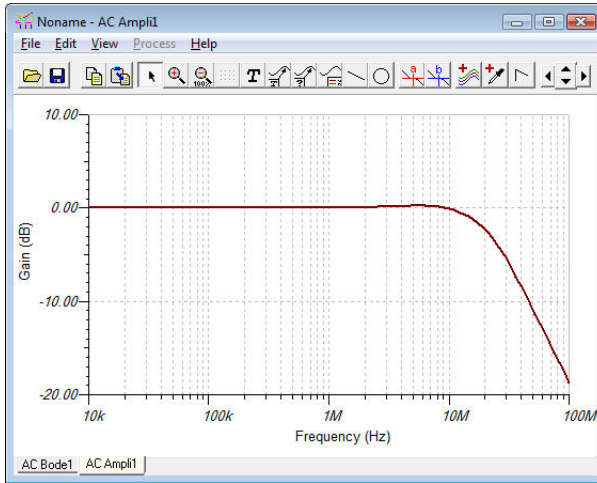 Noname - AC Ampli1
File Edit View Process Help
100%
T
a
b
10.00
0.00
-10.00
-20.00
Gain (dB)
10k 100k 1M 10M 100M
Frequency (Hz)
AC Bode1 AC Ampli1